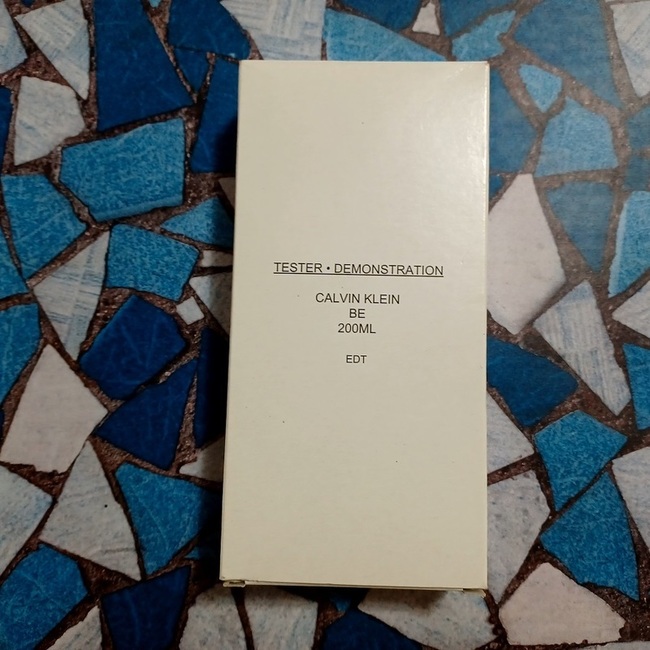 TESTER • DEMONSTRATION
CALVIN KLEIN
BE
200ML
EDT